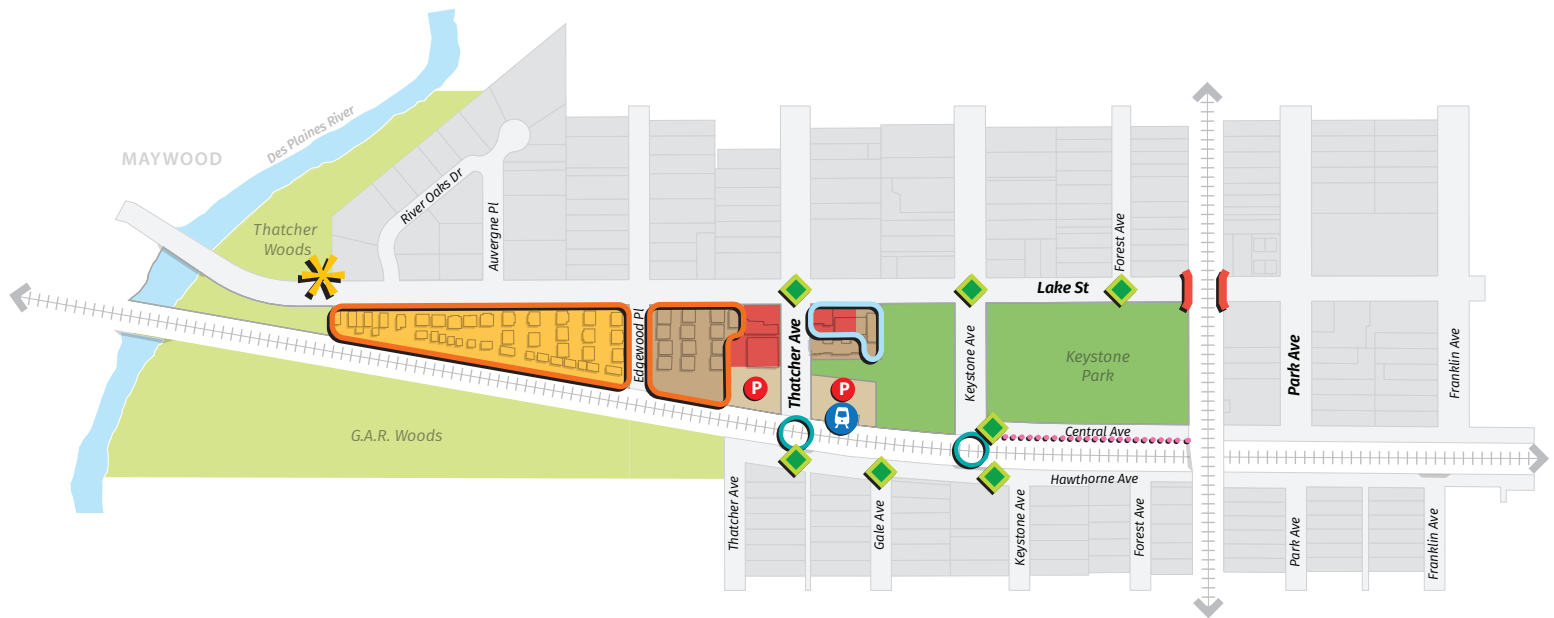 MAYWOOD
Des Plaines River
Thatcher
Woods
River Oaks Dr
Auvergne Pl
Forest Ave
Lake St
Edgewood Pl
Thatcher Ave
Keystone Ave
Keystone
Park
Park Ave
Franklin Ave
P
P
G.A.R. Woods
Central Ave
Hawthorne Ave
Thatcher Ave
Gale Ave
Keystone Ave
Forest Ave
Park Ave
Franklin Ave